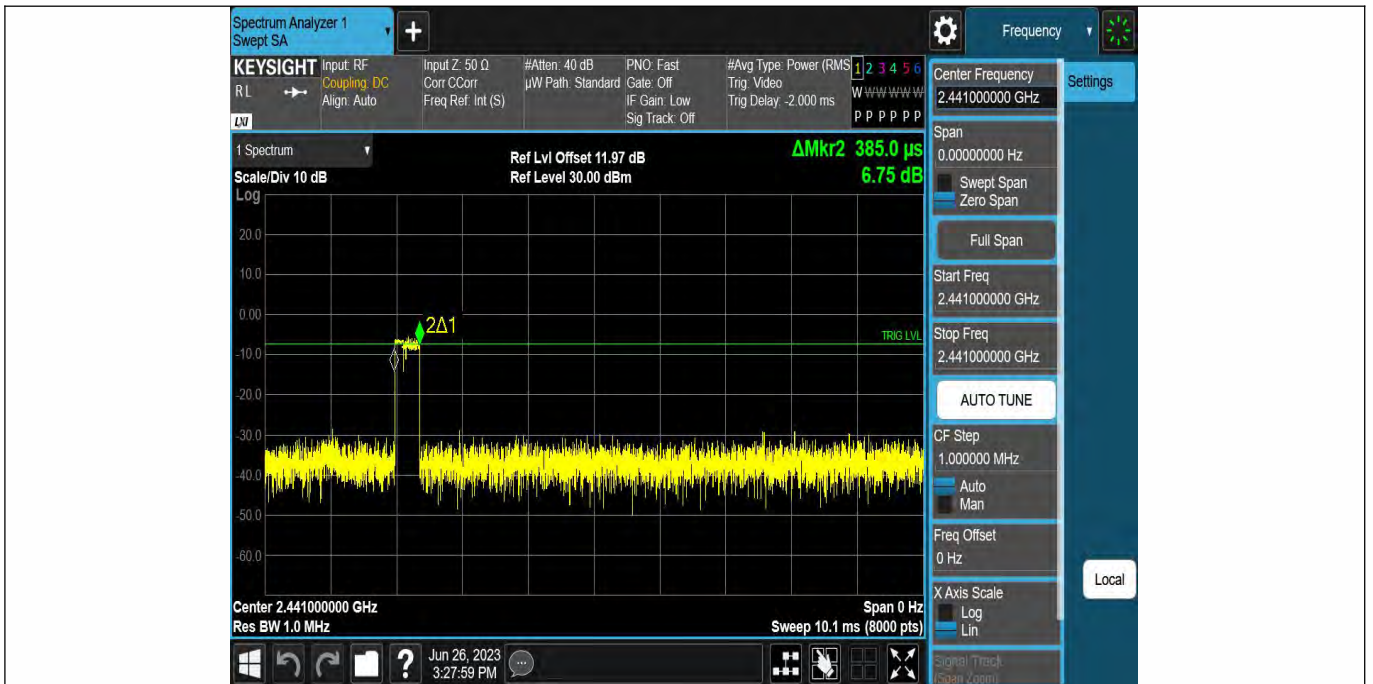 Spectrum Analyzer 1
Swept SA
+
Frequency
KEYSIGHT
RL
LXI
Input: RF
Coupling: DC
Align: Auto
Input Z: 50 Ω
Corr CCorr
Freq Ref: Int (S)
#Atten: 40 dB
µW Path: Standard
PNO: Fast
Gate: Off
IF Gain: Low
Sig Track: Off
#Avg Type: Power (RMS
Trig: Video
Trig Delay: -2.000 ms
1 2 3 4 5 6
W W W W W W
P P P P P P
1 Spectrum
Scale/Div 10 dB
Log
Ref Lvl Offset 11.97 dB
Ref Level 30.00 dBm
ΔMkr2 385.0 µs
6.75 dB
20.0
10.0
0.00
-10.0
-20.0
-30.0
-40.0
-50.0
-60.0
2Δ1
TRIG LVL
Center 2.441000000 GHz
Res BW 1.0 MHz
Span 0 Hz
Sweep 10.1 ms (8000 pts)
Jun 26, 2023
3:27:59 PM
?
Center Frequency
2.441000000 GHz
Settings
Span
0.00000000 Hz
Swept Span
Zero Span
Full Span
Start Freq
2.441000000 GHz
Stop Freq
2.441000000 GHz
AUTO TUNE
CF Step
1.000000 MHz
Auto
Man
Freq Offset
0 Hz
X Axis Scale
Log
Lin
Signal Track
(Span Zoom)
Local